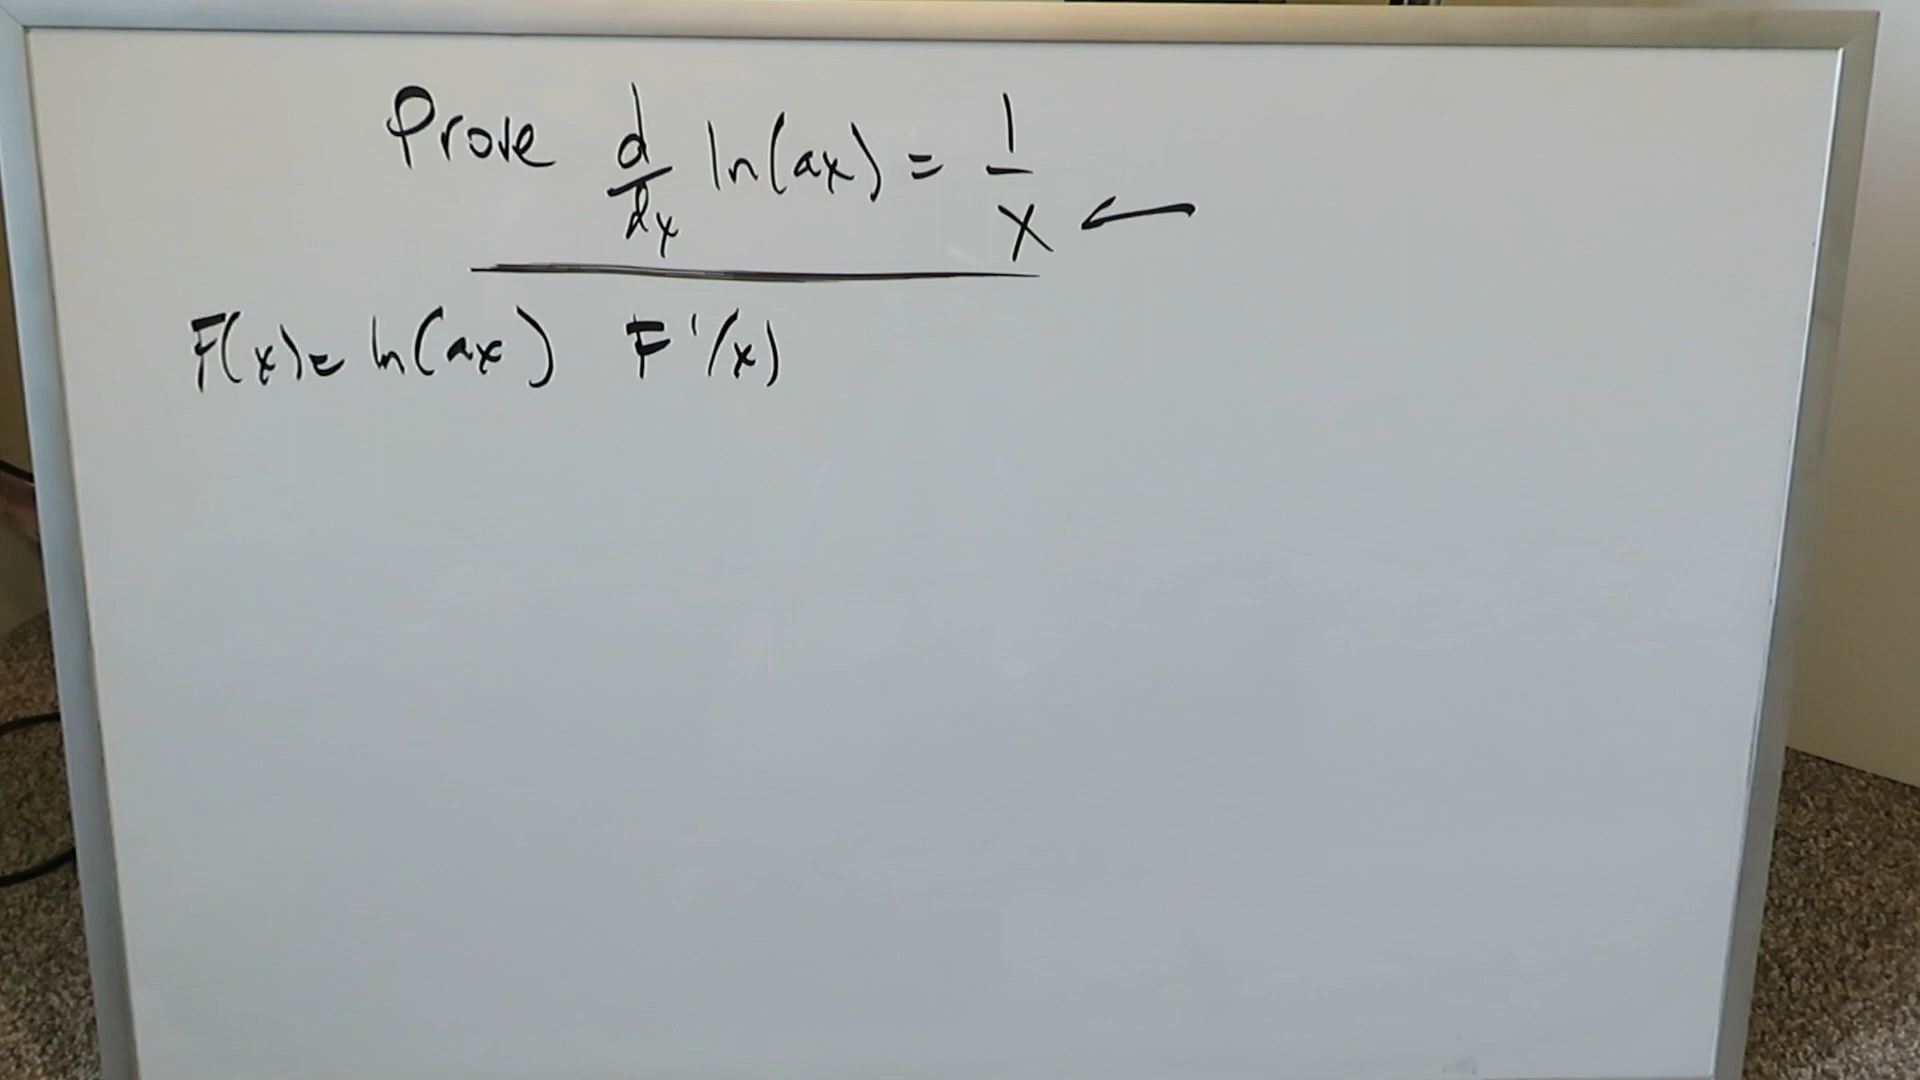 Prove d/dx ln(ax) = 1/x ←
F(x) = ln(ax) F'(x)